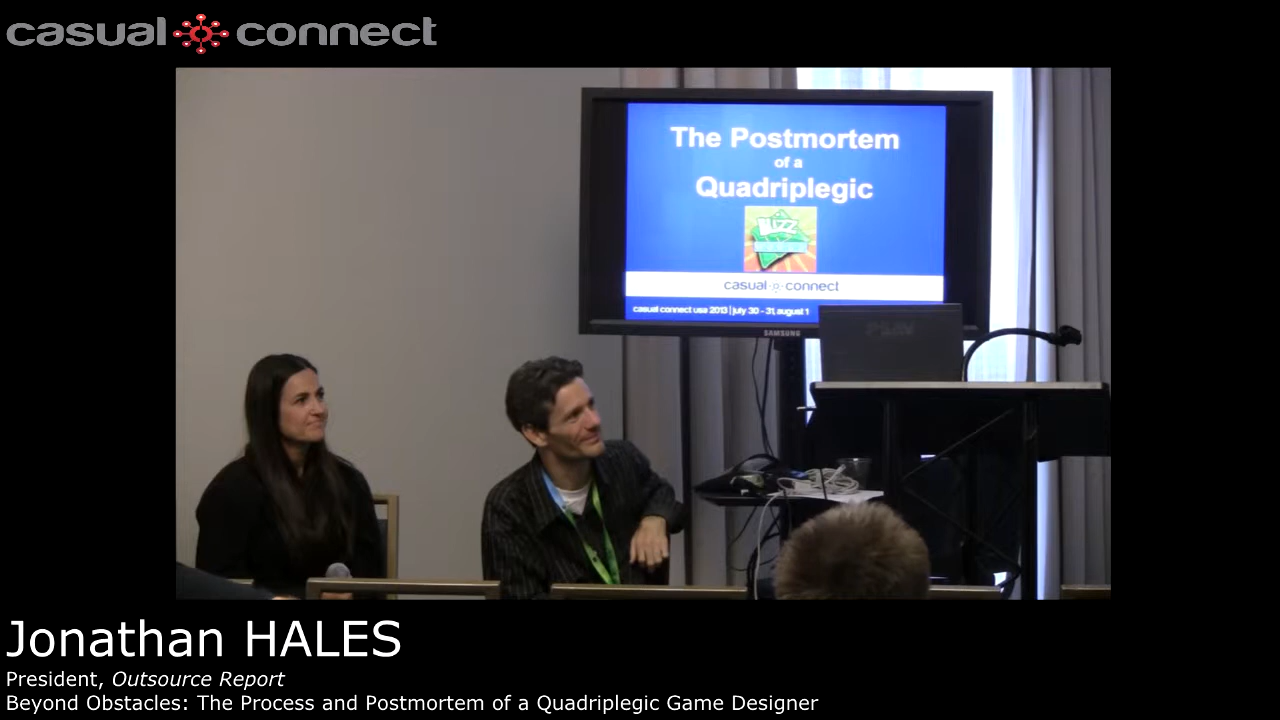 casual connect
The Postmortem
of a
Quadriplegic
BLIZZ
casual connect
casual connect usa 2013 | july 30 - 31, august 1
SAMSUNG
Jonathan HALES
President, Outsource Report
Beyond Obstacles: The Process and Postmortem of a Quadriplegic Game Designer